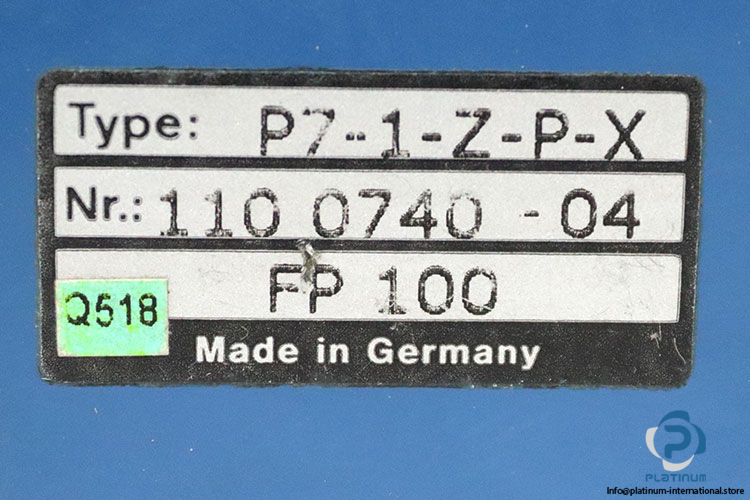 Type: P7-1-Z-P-X
Nr.: 110 0740 - 04
FP 100
Q518
Made in Germany
PLATINUM
Info@platinum-international.store